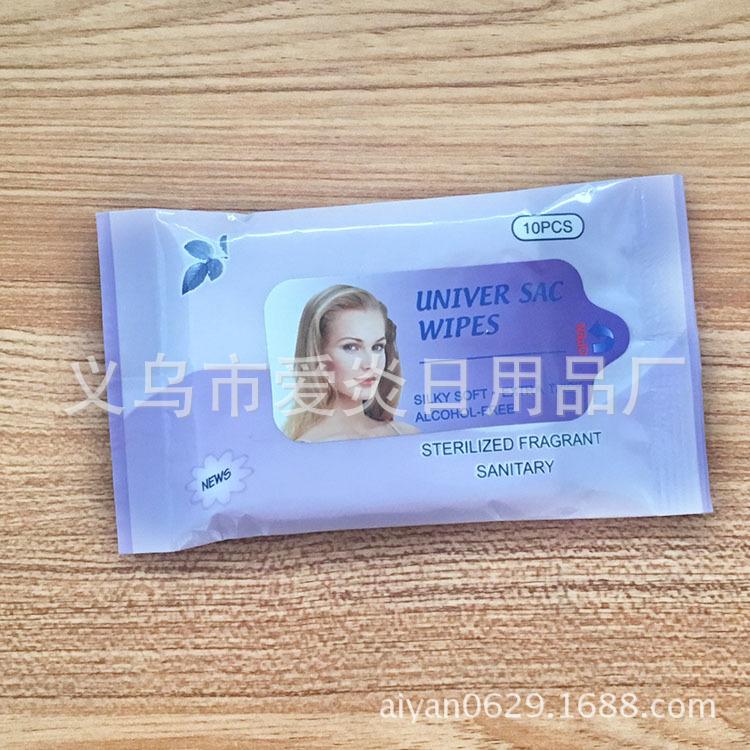 10PCS
UNIVER SAC
WIPES
义乌市爱炎日用品厂
SILKY SOFT
ALCOHOL-FREE
STERILIZED FRAGRANT
SANITARY
NEWS
aiyan0629.1688.com